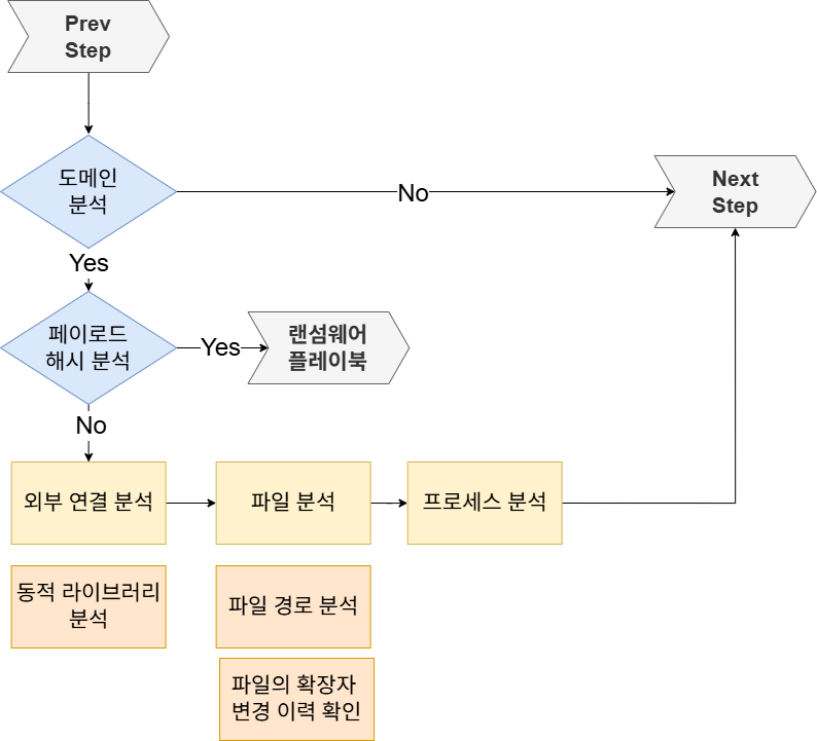 Prev
Step
도메인
분석
No
Next
Step
Yes
페이로드
해시 분석
Yes
랜섬웨어
플레이북
No
외부 연결 분석
파일 분석
프로세스 분석
동적 라이브러리
분석
파일 경로 분석
파일의 확장자
변경 이력 확인